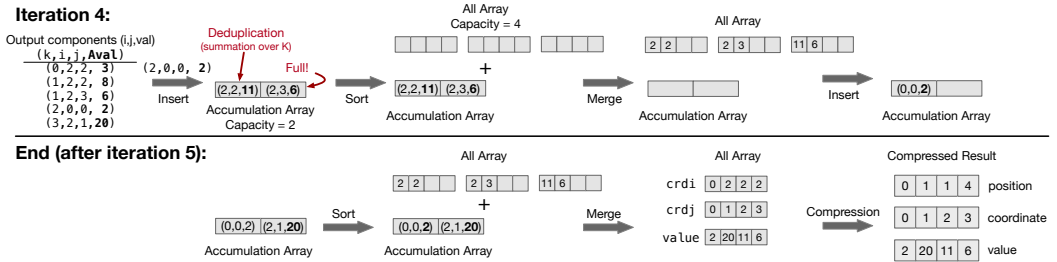 Iteration 4:
Output components (i,j,val)
(k,i,j,Aval)
(0,2,2, 3)
(1,2,2, 8)
(1,2,3, 6)
(2,0,0, 2)
(3,2,1,20)
(2,0,0, 2)
Insert
Deduplication
(summation over K)
Full!
(2,2,11) (2,3,6)
Accumulation Array
Capacity = 2
Sort
All Array
Capacity = 4
+
(2,2,11) (2,3,6)
Accumulation Array
Merge
All Array
2 2
2 3
11 6
Accumulation Array
Insert
(0,0,2)
Accumulation Array
End (after iteration 5):
(0,0,2) (2,1,20)
Accumulation Array
Sort
All Array
2 2
2 3
11 6
+
(0,0,2) (2,1,20)
Accumulation Array
Merge
All Array
crdi 0 2 2 2
crdj 0 1 2 3
value 2 20 11 6
Compression
Compressed Result
0 1 1 4 position
0 1 2 3 coordinate
2 20 11 6 value